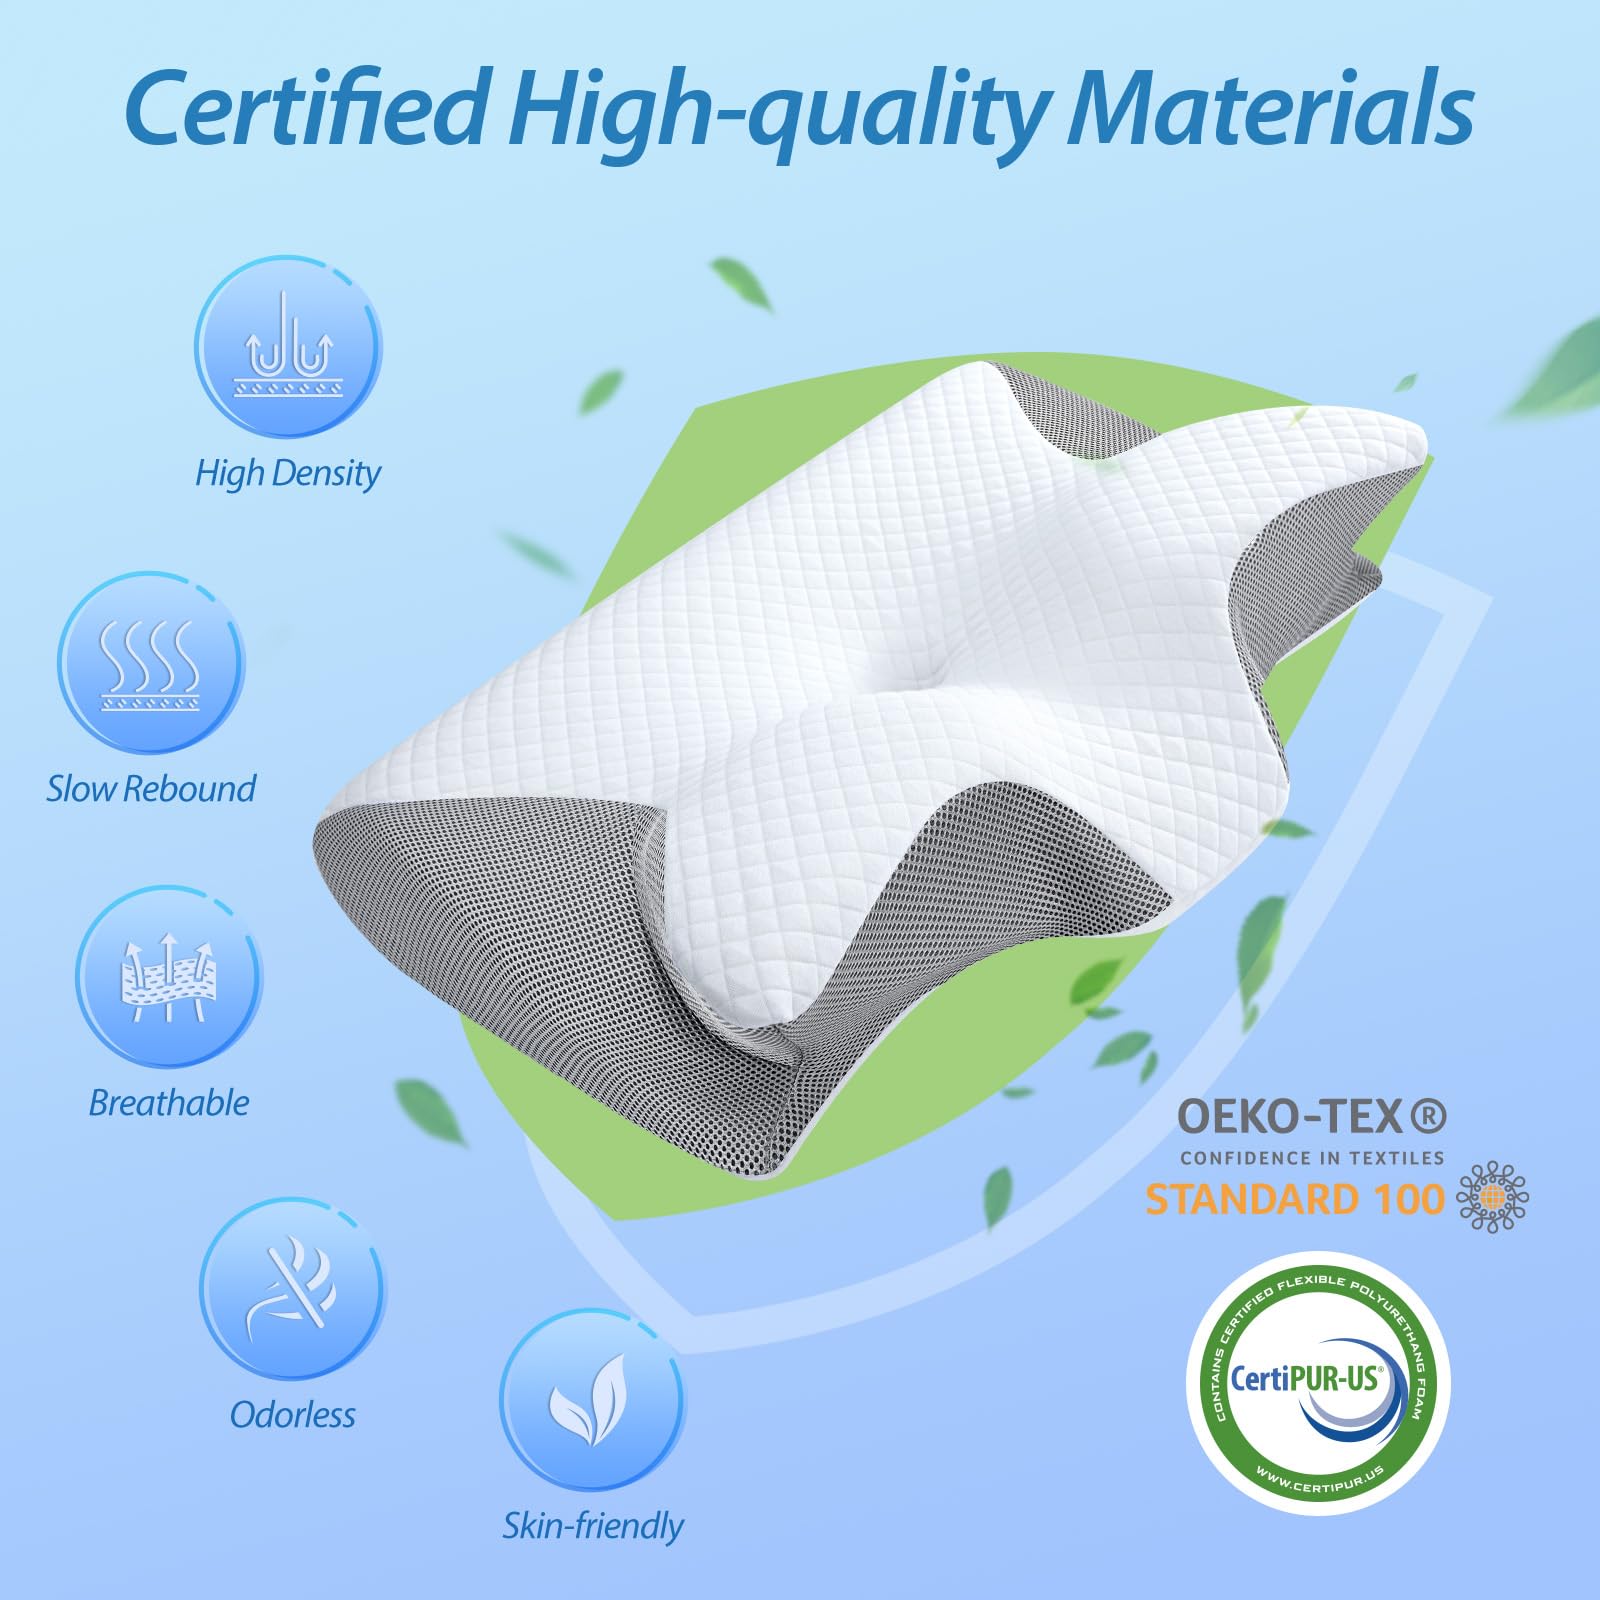 Certified High-quality Materials
High Density
Slow Rebound
Breathable
Odorless
Skin-friendly
OEKO-TEX®
CONFIDENCE IN TEXTILES
STANDARD 100
CONTAINS CERTIFIED FLEXIBLE POLYURETHANG FOAM
CertiPUR-US®
WWW.CERTIPUR.US